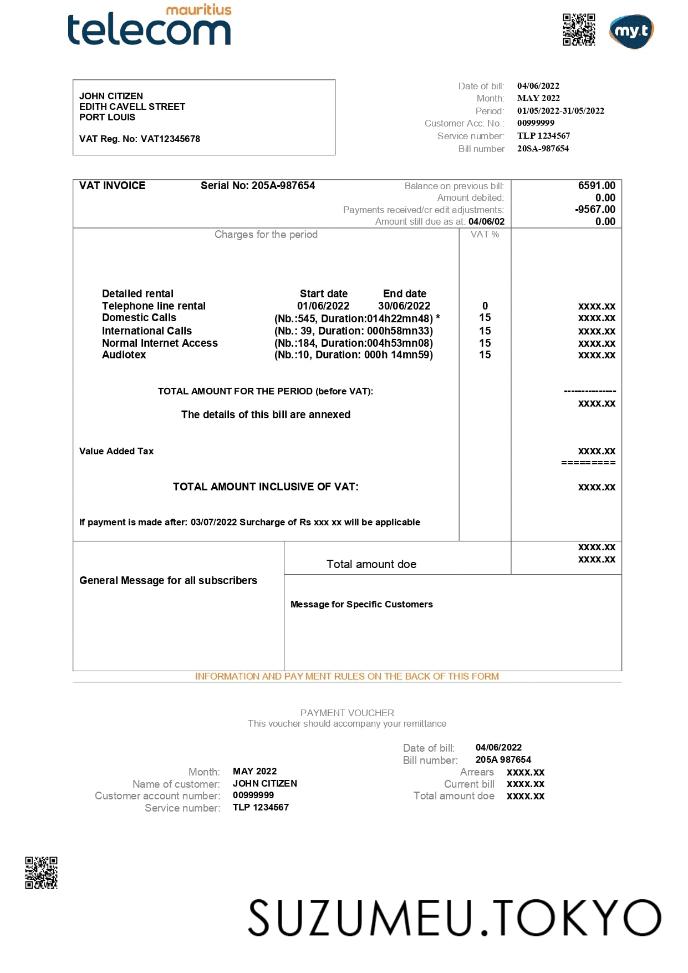 mauritius
telecom
my.t
JOHN CITIZEN
EDITH CAVELL STREET
PORT LOUIS
VAT Reg. No: VAT12345678
Date of bill: 04/06/2022
Month: MAY 2022
Period: 01/05/2022-31/05/2022
Customer Acc. No.: 00999999
Service number: TLP 1234567
Bill number 20SA-987654
VAT INVOICE Serial No: 205A-987654 Balance on previous bill: 6591.00
Amount debited: 0.00
Payments received/cr edit adjustments: -9567.00
Amount still due as at: 04/06/02 0.00
Charges for the period VAT %
Detailed rental Start date End date
Telephone line rental 01/06/2022 30/06/2022 0 xxxx.xx
Domestic Calls (Nb.:545, Duration:014h22mn48) * 15 xxxx.xx
International Calls (Nb.: 39, Duration: 000h58mn33) 15 xxxx.xx
Normal Internet Access (Nb.:184, Duration:004h53mn08) 15 xxxx.xx
Audiotex (Nb.:10, Duration: 000h 14mn59) 15 xxxx.xx
TOTAL AMOUNT FOR THE PERIOD (before VAT): --------------
xxxx.xx
The details of this bill are annexed
Value Added Tax xxxx.xx
=========
TOTAL AMOUNT INCLUSIVE OF VAT: xxxx.xx
If payment is made after: 03/07/2022 Surcharge of Rs xxx xx will be applicable
xxxx.xx
Total amount doe xxxx.xx
General Message for all subscribers
Message for Specific Customers
INFORMATION AND PAY MENT RULES ON THE BACK OF THIS FORM
PAYMENT VOUCHER
This voucher should accompany your remittance
Date of bill: 04/06/2022
Bill number: 205A 987654
Month: MAY 2022 Arrears xxxx.xx
Name of customer: JOHN CITIZEN Current bill xxxx.xx
Customer account number: 00999999 Total amount doe xxxx.xx
Service number: TLP 1234567
SUZUMEU.TOKYO